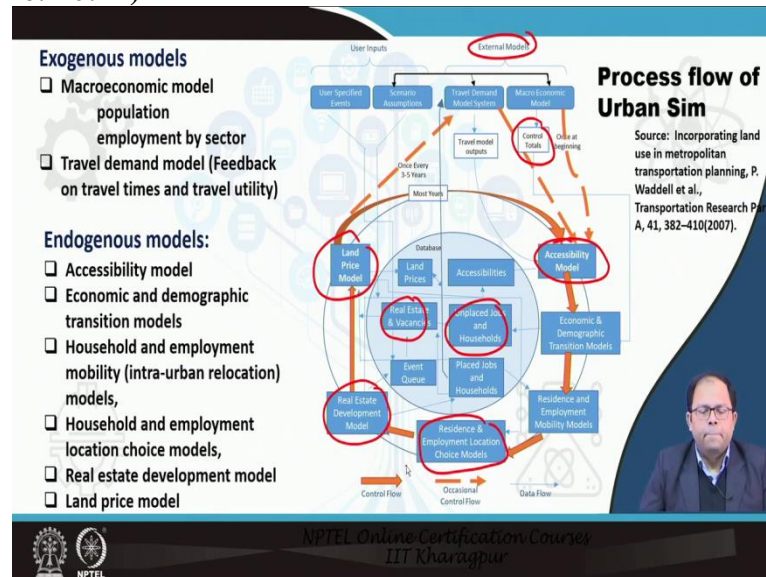 Exogenous models
❑ Macroeconomic model
population
employment by sector
❑ Travel demand model (Feedback
on travel times and travel utility)
Endogenous models:
❑ Accessibility model
❑ Economic and demographic
transition models
❑ Household and employment
mobility (intra-urban relocation)
models,
❑ Household and employment
location choice models,
❑ Real estate development model
❑ Land price model
User Inputs
External Models
User Specified
Events
Scenario
Assumptions
Travel Demand
Model System
Macro Economic
Model
Travel model
outputs
Control
Totals
Once at
beginning
Once Every
3-5 Years
Most Years
Land
Price
Model
Database
Land
Prices
Accessibilities
Accessibility
Model
Real Estate
& Vacancies
Unplaced Jobs
and
Households
Economic &
Demographic
Transition Models
Event
Queue
Placed Jobs
and
Households
Real Estate
Development
Model
Residence &
Employment Location
Choice Models
Residence and
Employment
Mobility Models
Control Flow
Occasional
Control Flow
Data Flow
Process flow of
Urban Sim
Source: Incorporating land
use in metropolitan
transportation planning, P.
Waddell et al.,
Transportation Research Par
A, 41, 382–410(2007).
NPTEL Online Certification Courses
IIT Kharagpur
NPTEL